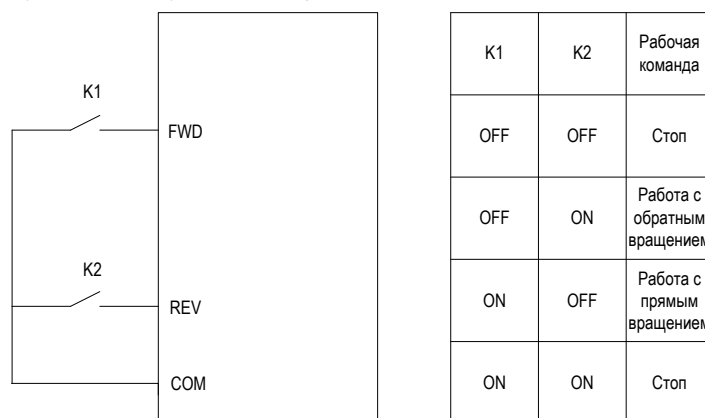 K1
FWD
K2
REV
COM
K1 K2 Рабочая
команда
OFF OFF Стоп
OFF ON Работа с
обратным
вращением
ON OFF Работа с
прямым
вращением
ON ON Стоп